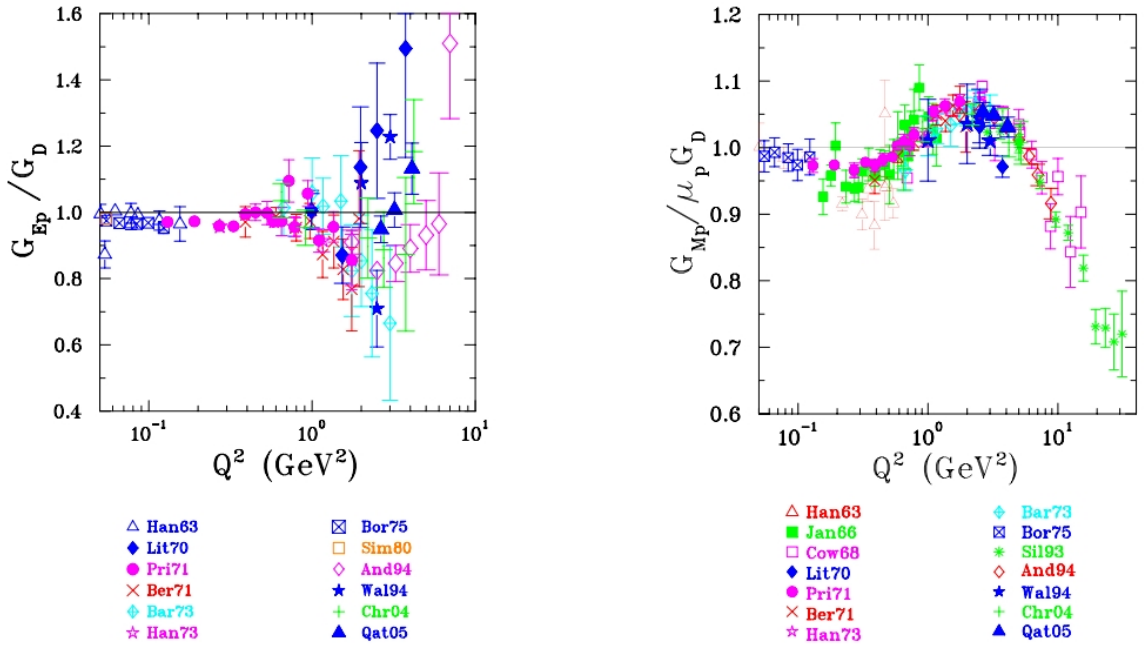 1.6
1.4
1.2
1.0
0.8
0.6
0.4
G_Ep/G_D
10^-1
10^0
10^1
Q^2 (GeV^2)
Han63
Lit70
Pri71
Ber71
Bar73
Han73
Bor75
Sim80
And94
Wal94
Chr04
Qat05
1.2
1.1
1.0
0.9
0.8
0.7
0.6
G_Mp/μ_pG_D
10^-1
10^0
10^1
Q^2 (GeV^2)
Han63
Jan66
Cow68
Lit70
Pri71
Ber71
Han73
Bar73
Bor75
Sil93
And94
Wal94
Chr04
Qat05